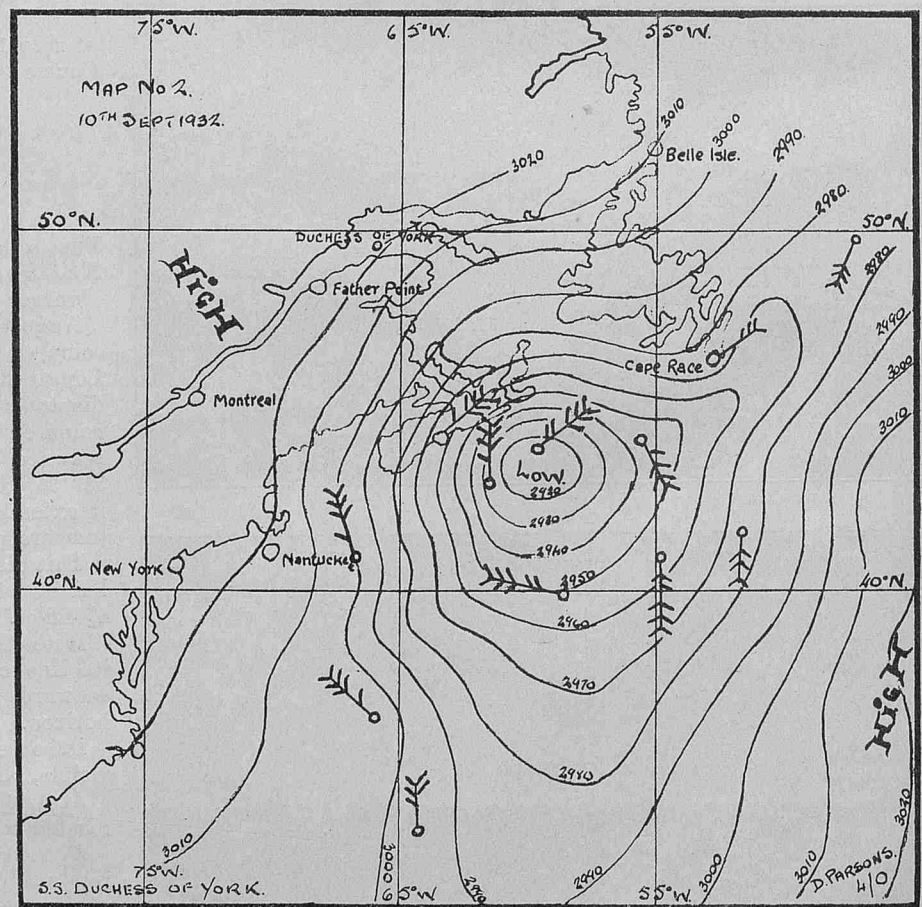 75°W.
65°W.
55°W.
MAP No 2.
10TH SEPT 1932.
3010
3000
2990
2980
3020
Belle Isle.
50°N.
50°N.
DUCHESS OF YORK
HIGH
2980
Father Point
2990
Cape Race
3000
Montreal
3010
LOW.
2920
2930
2940
New York
Nantucket
2950
40°N.
40°N.
2960
2970
HIGH
2980
3020
3010
3000
2990
2990
3000
3010
75°W.
65°W
55°W.
D. PARSONS.
4/O
S.S. DUCHESS OF YORK.